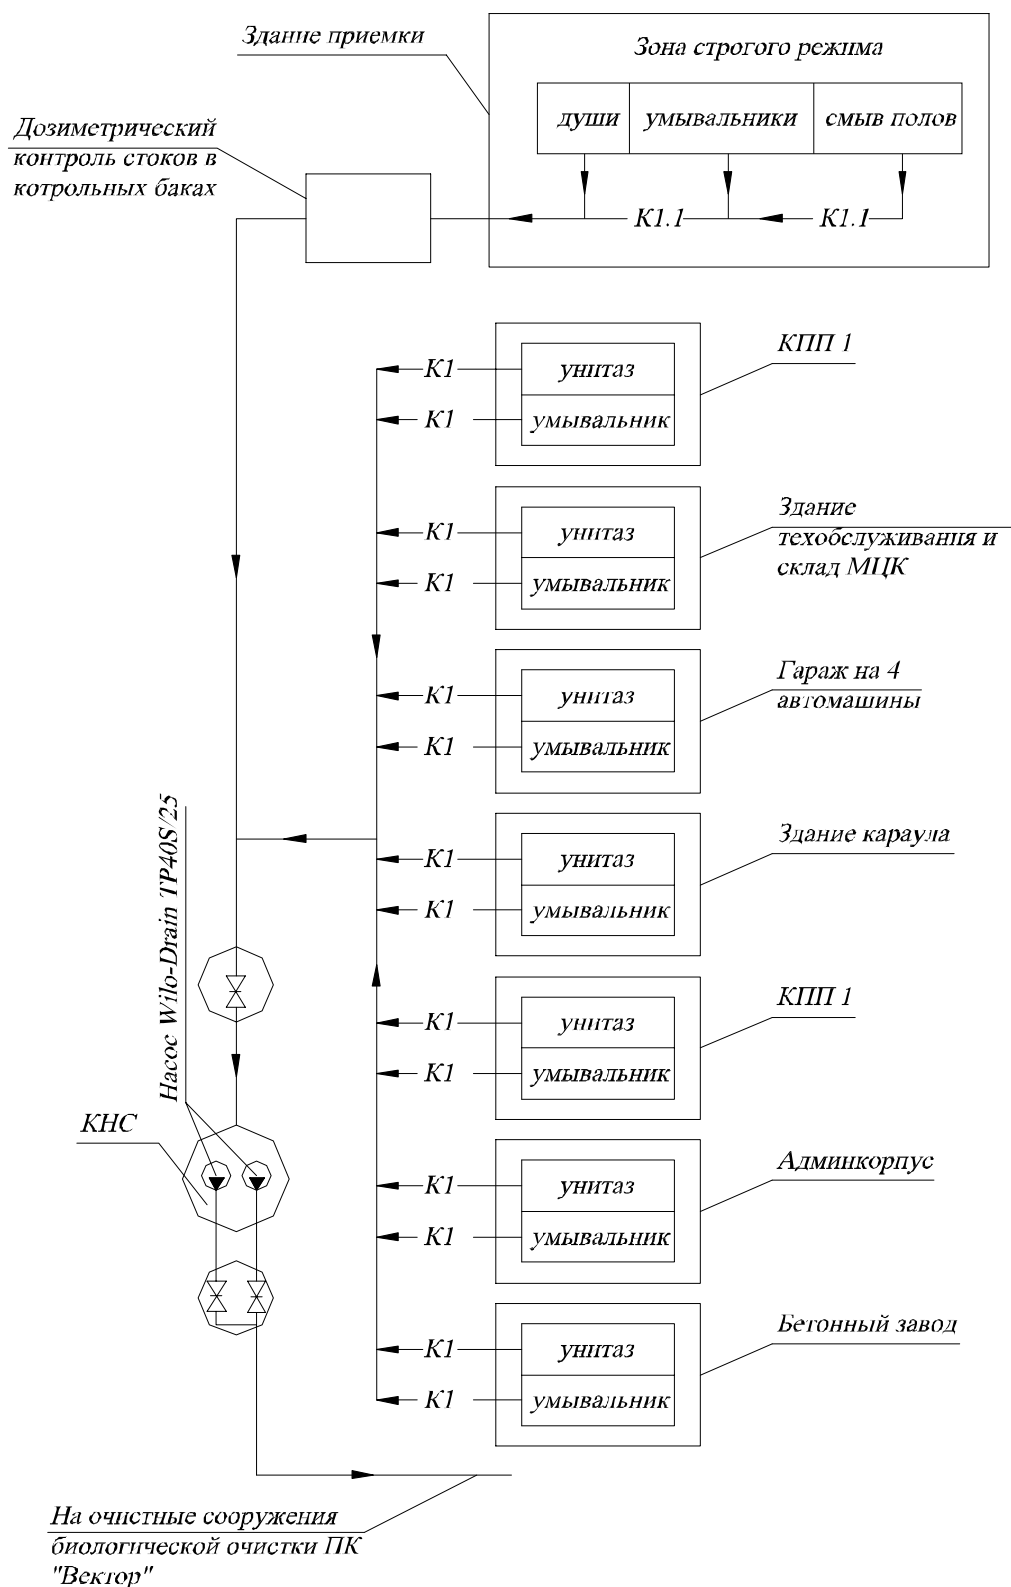 Здание приемки
Зона строгого режима
души
умывальники
смыв полов
Дозиметрический
контроль стоков в
котрольных баках
К1.1
К1.1
КПП 1
К1
унитаз
К1
умывальник
Здание
техобслуживания и
склад МЦК
К1
унитаз
К1
умывальник
Гараж на 4
автомашины
К1
унитаз
К1
умывальник
Насос Wilo-Drain TP40S/25
Здание караула
К1
унитаз
К1
умывальник
КПП 1
К1
унитаз
К1
умывальник
КНС
Админкорпус
К1
унитаз
К1
умывальник
Бетонный завод
К1
унитаз
К1
умывальник
На очистные сооружения
биологической очистки ПК
"Вектор"